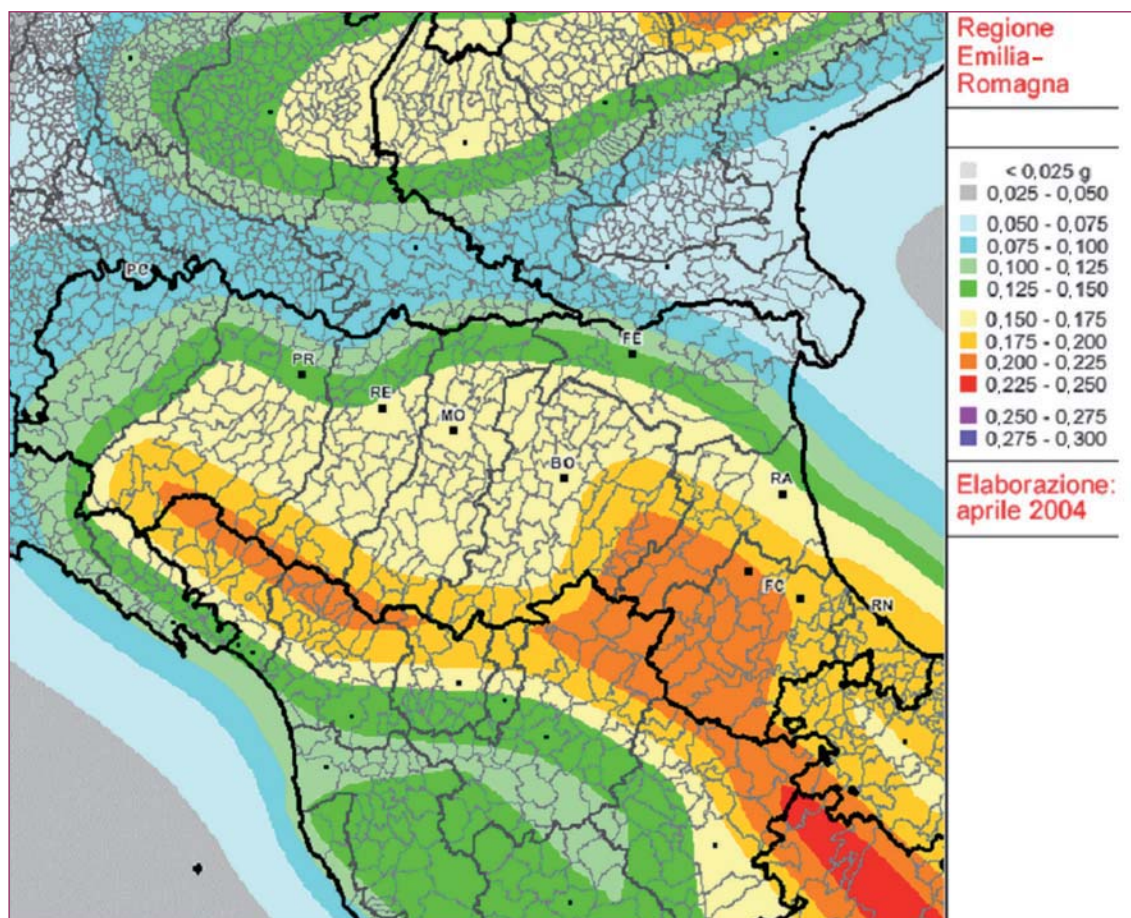 Regione
Emilia-
Romagna
< 0,025 g
0,025 - 0,050
0,050 - 0,075
0,075 - 0,100
0,100 - 0,125
0,125 - 0,150
0,150 - 0,175
0,175 - 0,200
0,200 - 0,225
0,225 - 0,250
0,250 - 0,275
0,275 - 0,300
Elaborazione:
aprile 2004
PC
FE
PR
RE
MO
BO
RA
FC
RN